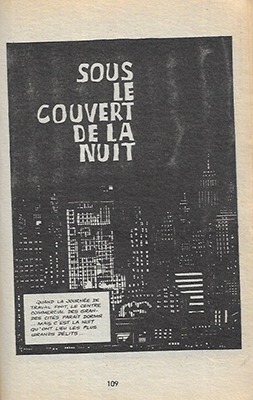 SOUS
LE
COUVERT
DE LA
NUIT
QUAND LA JOURNÉE DE
TRAVAIL FINIT, LE CENTRE
COMMERCIAL DES GRAN-
DES CITÉS PARAÎT DORMIR
... MAIS C'EST LA NUIT
QU'ONT LIEU LES PLUS
GRANDS DÉLITS...
109